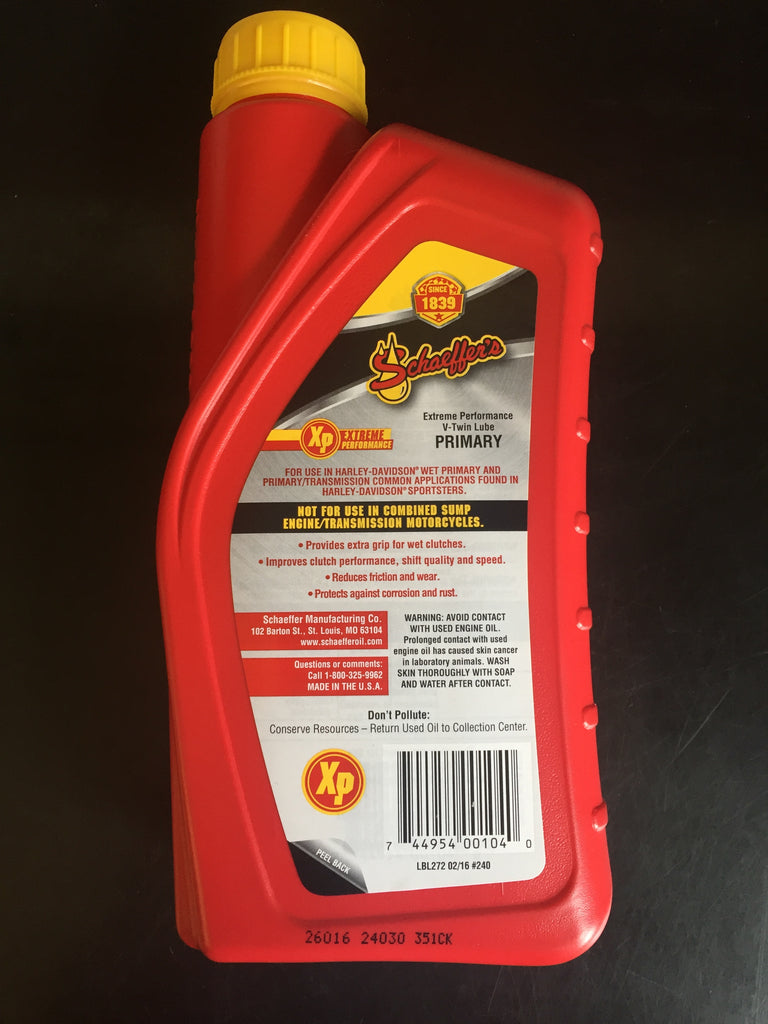 SINCE
1839
Schaeffer's
Extreme Performance
V-Twin Lube
PRIMARY
Xp EXTREME
PERFORMANCE
FOR USE IN HARLEY-DAVIDSON® WET PRIMARY AND
PRIMARY/TRANSMISSION COMMON APPLICATIONS FOUND IN
HARLEY-DAVIDSON® SPORTSTERS.
NOT FOR USE IN COMBINED SUMP
ENGINE/TRANSMISSION MOTORCYCLES.
• Provides extra grip for wet clutches.
• Improves clutch performance, shift quality and speed.
• Reduces friction and wear.
• Protects against corrosion and rust.
Schaeffer Manufacturing Co.
102 Barton St., St. Louis, MO 63104
www.schaefferoil.com
Questions or comments:
Call 1-800-325-9962
MADE IN THE U.S.A.
WARNING: AVOID CONTACT
WITH USED ENGINE OIL.
Prolonged contact with used
engine oil has caused skin cancer
in laboratory animals. WASH
SKIN THOROUGHLY WITH SOAP
AND WATER AFTER CONTACT.
Don't Pollute:
Conserve Resources – Return Used Oil to Collection Center.
Xp
7 44954 00104 0
PEEL BACK
LBL272 02/16 #240
26016 24030 351CK